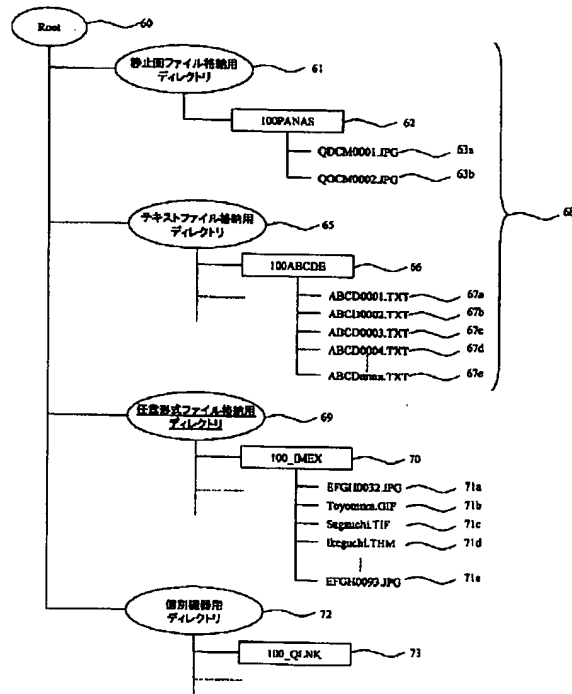 Root 60
静止画ファイル格納用 61
ディレクトリ
100PANAS 62
QDCM0001.JPG 63a
QOCM0002.JPG 63b
68
テキストファイル格納用 65
ディレクトリ
100ABCDE 66
ABCD0001.TXT 67a
ABCD0002.TXT 67b
ABCD0003.TXT 67c
ABCD0004.TXT 67d
67e
任意形式ファイル格納用 69
ディレクトリ
100_IMEX 70
EFGH0032.JPG 71a
71b
Sagauchi.TIF 71c
Ikeguchi.THM 71d
EFGH0093.JPG 71e
個別機器用 72
ディレクトリ
100_QLNK 73